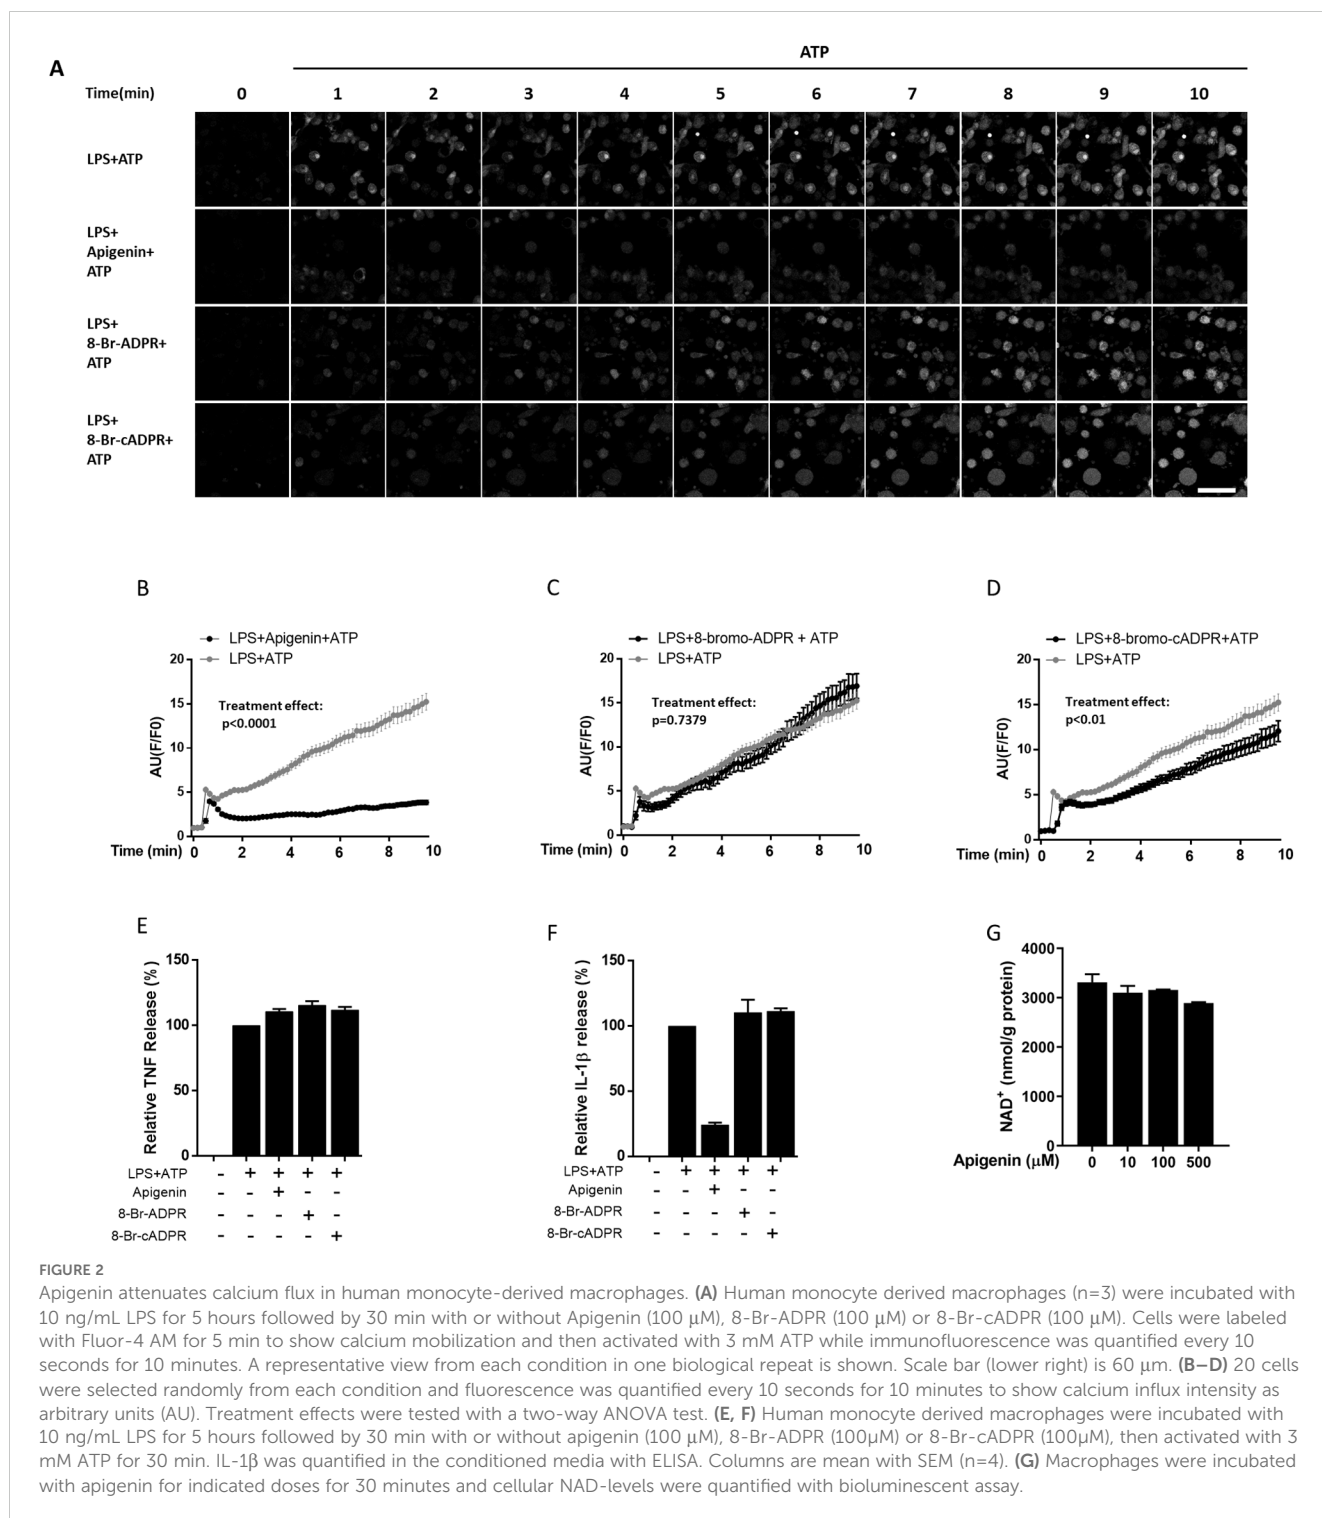 A
ATP
Time(min) 0 1 2 3 4 5 6 7 8 9 10
LPS+ATP
LPS+
Apigenin+
ATP
LPS+
8-Br-ADPR+
ATP
LPS+
8-Br-cADPR+
ATP
B
LPS+Apigenin+ATP
LPS+ATP
Treatment effect:
p<0.0001
AU(F/F0)
20
15
10
5
0
Time (min) 0 2 4 6 8 10
C
LPS+8-bromo-ADPR + ATP
LPS+ATP
Treatment effect:
p=0.7379
AU(F/F0)
20
15
10
5
0
Time (min) 0 2 4 6 8 10
D
LPS+8-bromo-cADPR+ATP
LPS+ATP
Treatment effect:
p<0.01
AU(F/F0)
20
15
10
5
0
Time (min) 0 2 4 6 8 10
E
Relative TNF Release (%)
150
100
50
0
LPS+ATP - + + + +
Apigenin - - + - -
8-Br-ADPR - - - + -
8-Br-cADPR - - - - +
F
Relative IL-1β release (%)
150
100
50
0
LPS+ATP - + + + +
Apigenin - - + - -
8-Br-ADPR - - - + -
8-Br-cADPR - - - - +
G
NAD⁺ (nmol/g protein)
4000
3000
2000
1000
0
Apigenin (μM) 0 10 100 500
FIGURE 2
Apigenin attenuates calcium flux in human monocyte-derived macrophages. (A) Human monocyte derived macrophages (n=3) were incubated with
10 ng/mL LPS for 5 hours followed by 30 min with or without Apigenin (100 μM), 8-Br-ADPR (100 μM) or 8-Br-cADPR (100 μM). Cells were labeled
with Fluor-4 AM for 5 min to show calcium mobilization and then activated with 3 mM ATP while immunofluorescence was quantified every 10
seconds for 10 minutes. A representative view from each condition in one biological repeat is shown. Scale bar (lower right) is 60 μm. (B–D) 20 cells
were selected randomly from each condition and fluorescence was quantified every 10 seconds for 10 minutes to show calcium influx intensity as
arbitrary units (AU). Treatment effects were tested with a two-way ANOVA test. (E, F) Human monocyte derived macrophages were incubated with
10 ng/mL LPS for 5 hours followed by 30 min with or without apigenin (100 μM), 8-Br-ADPR (100μM) or 8-Br-cADPR (100μM), then activated with 3
mM ATP for 30 min. IL-1β was quantified in the conditioned media with ELISA. Columns are mean with SEM (n=4). (G) Macrophages were incubated
with apigenin for indicated doses for 30 minutes and cellular NAD-levels were quantified with bioluminescent assay.